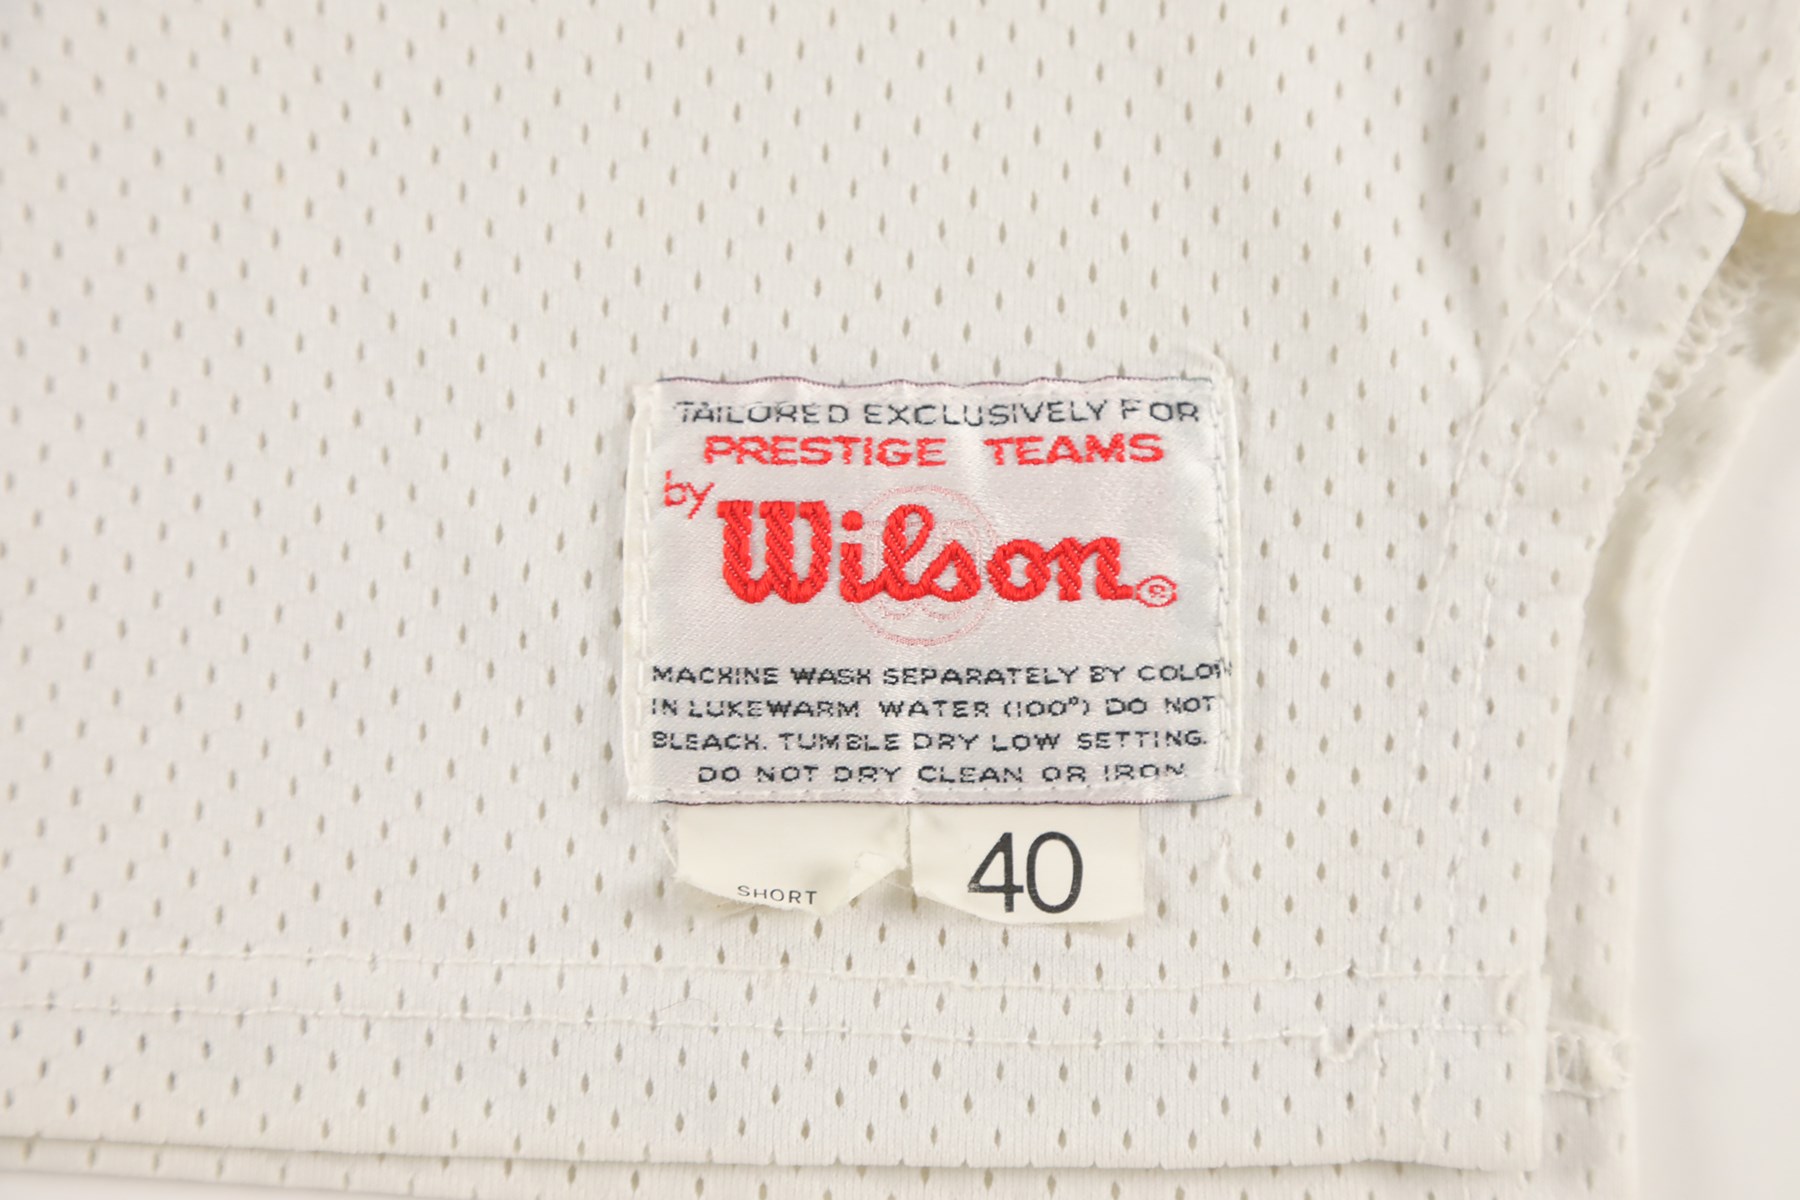 TAILORED EXCLUSIVELY FOR
PRESTIGE TEAMS
by Wilson®
MACHINE WASH SEPARATELY BY COLOR
IN LUKEWARM WATER (100°) DO NOT
BLEACH. TUMBLE DRY LOW SETTING.
DO NOT DRY CLEAN OR IRON
SHORT 40